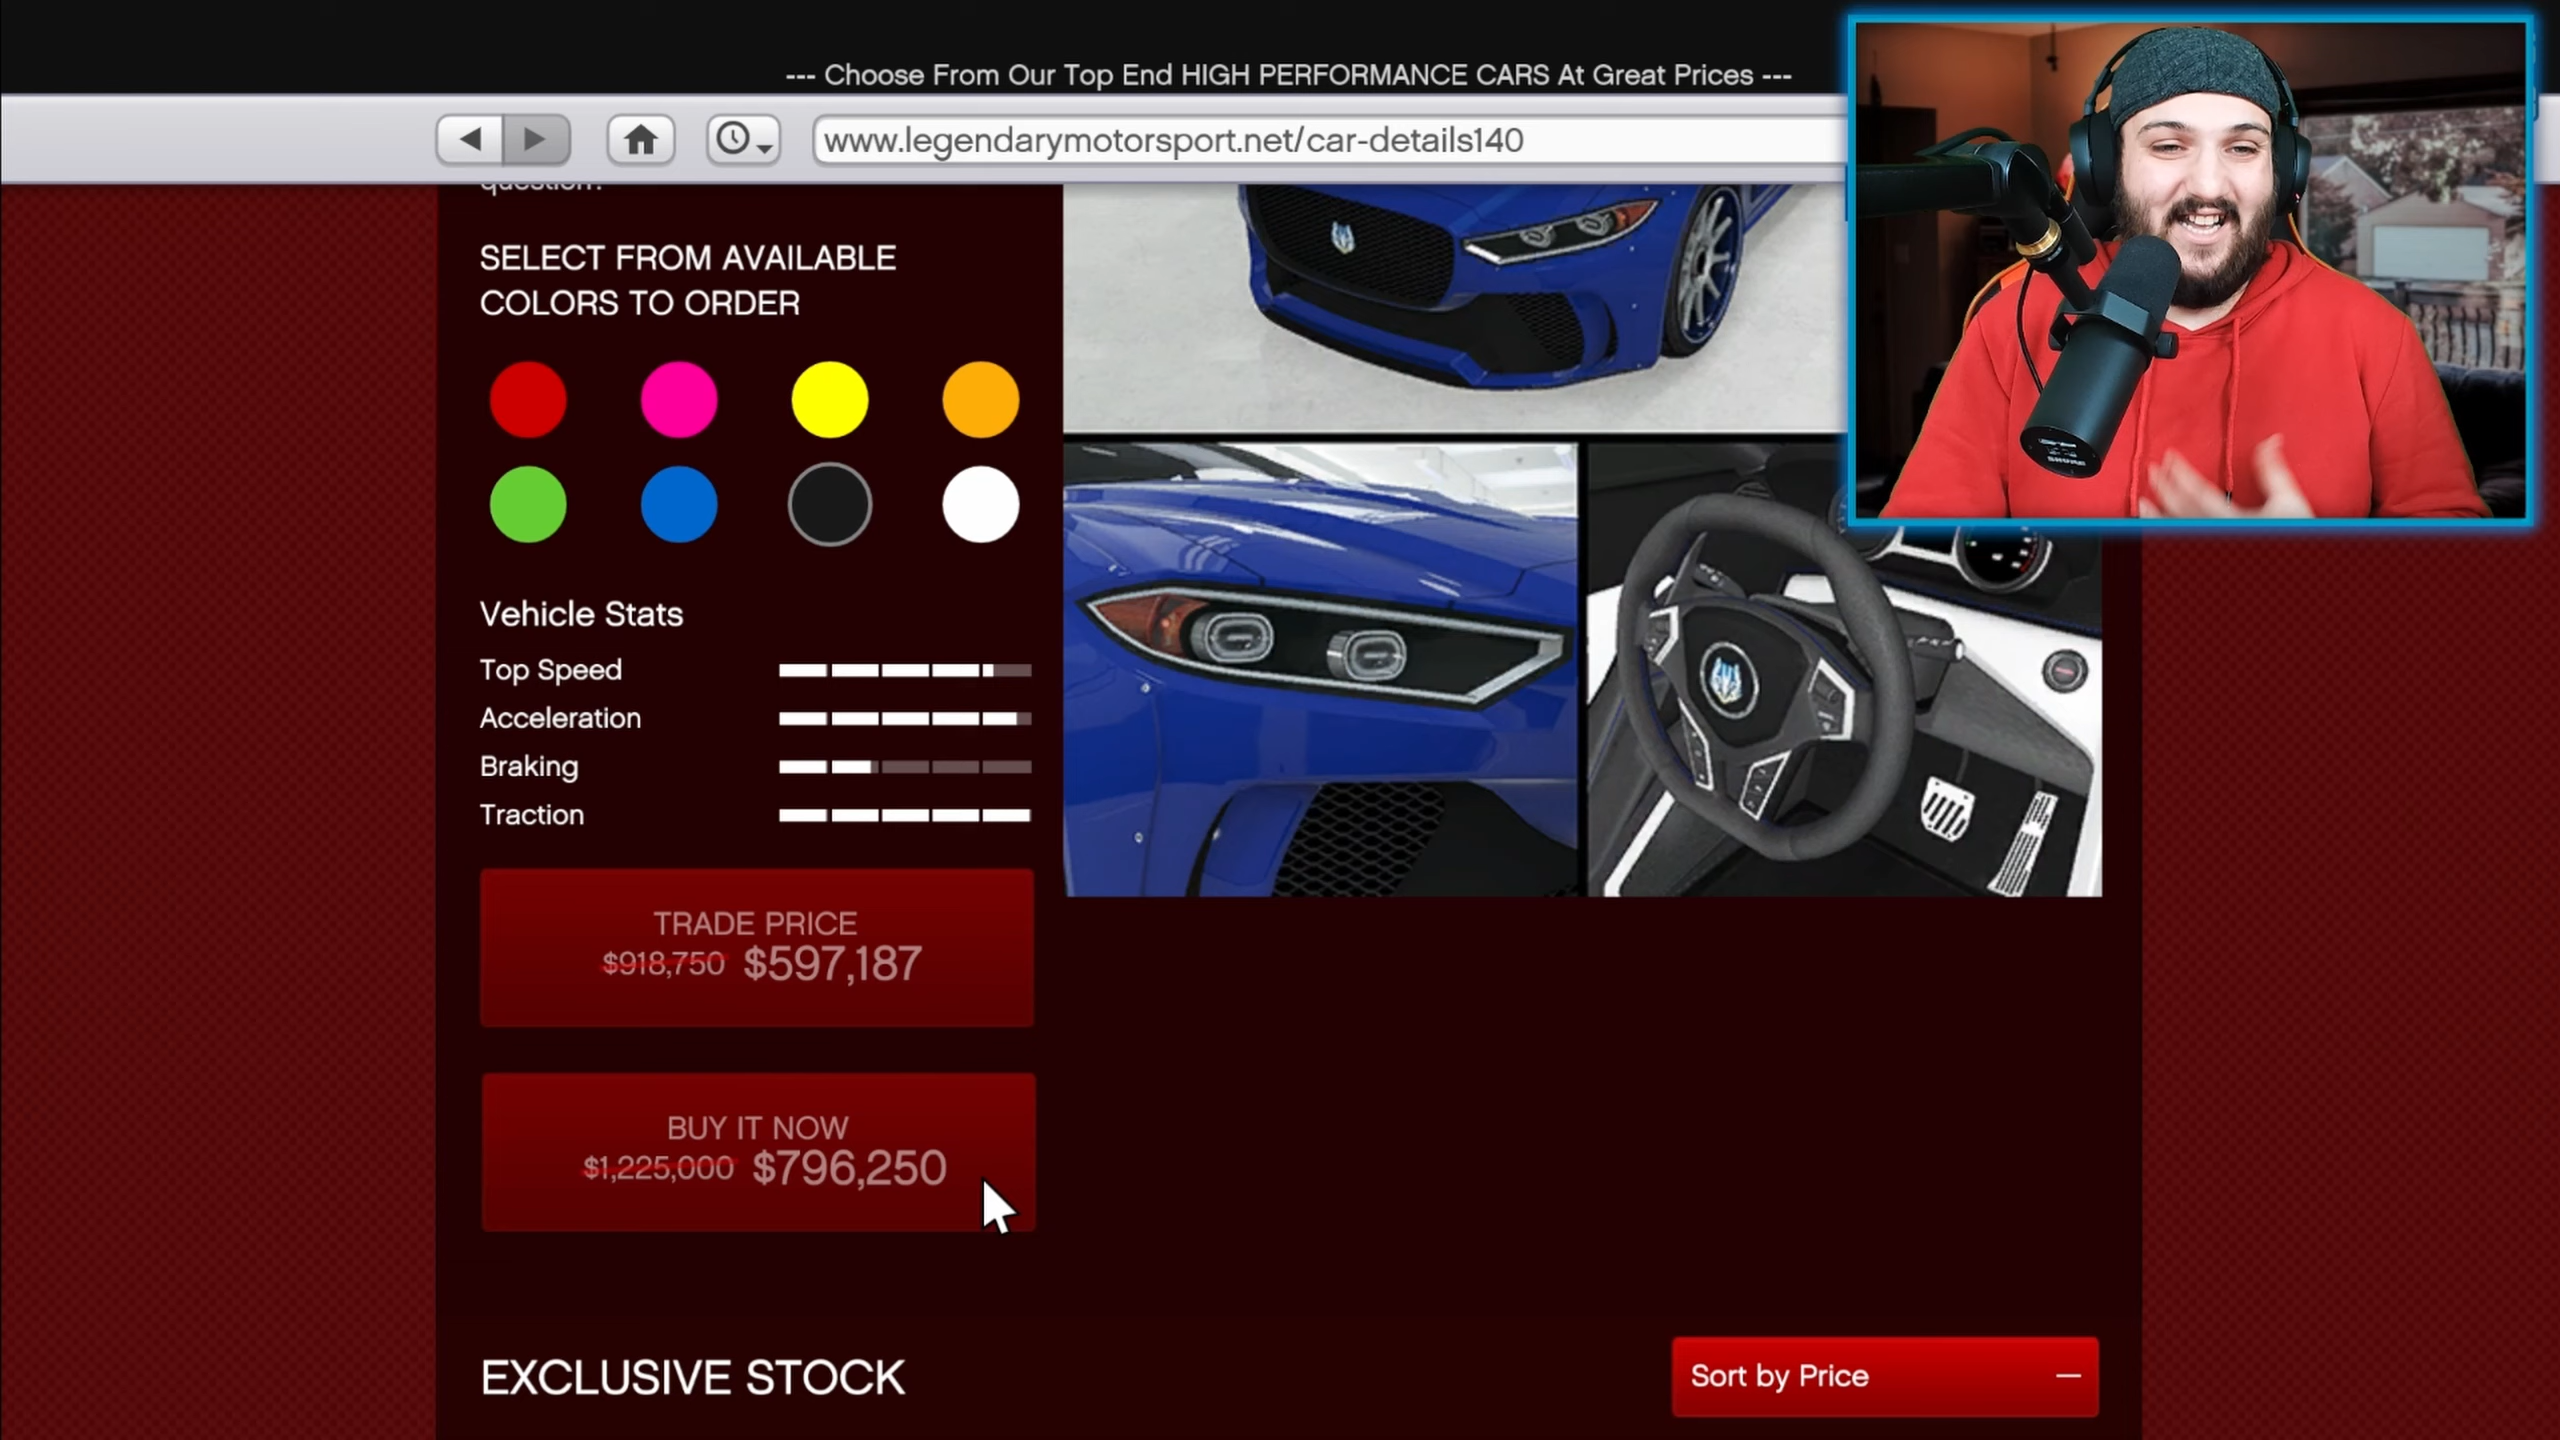 --- Choose From Our Top End HIGH PERFORMANCE CARS At Great Prices ---
www.legendarymotorsport.net/car-details140
question?
SELECT FROM AVAILABLE
COLORS TO ORDER
Vehicle Stats
Top Speed
Acceleration
Braking
Traction
TRADE PRICE
$918,750 $597,187
BUY IT NOW
$1,225,000 $796,250
EXCLUSIVE STOCK
Sort by Price
SHURE